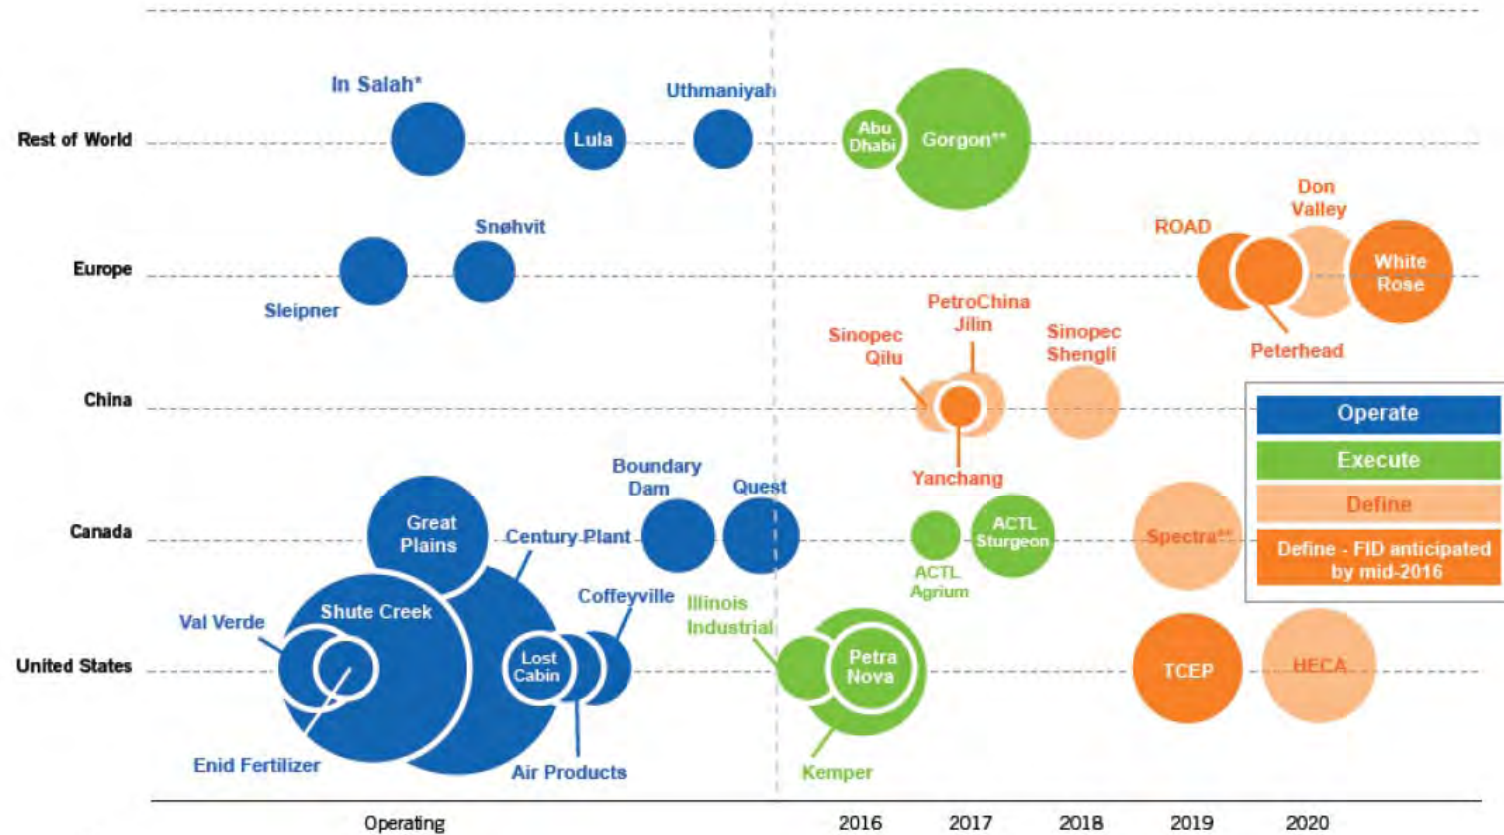 In Salah*
Uthmaniyah
Rest of World
Lula
Abu
Dhabi
Gorgon**
Don
Valley
Snøhvit
ROAD
Europe
White
Rose
Sleipner
PetroChina
Jilin
Sinopec
Qilu
Sinopec
Shengli
Peterhead
China
Yanchang
Operate
Execute
Define
Define - FID anticipated
by mid-2016
Boundary
Dam
Quest
Canada
Great
Plains
Century Plant
ACTL
Sturgeon
Spectra**
ACTL
Agrium
Coffeyville
Illinois
Industrial
Val Verde
Shute Creek
United States
Lost
Cabin
Petra
Nova
TCEP
HECA
Enid Fertilizer
Air Products
Kemper
Operating
2016
2017
2018
2019
2020